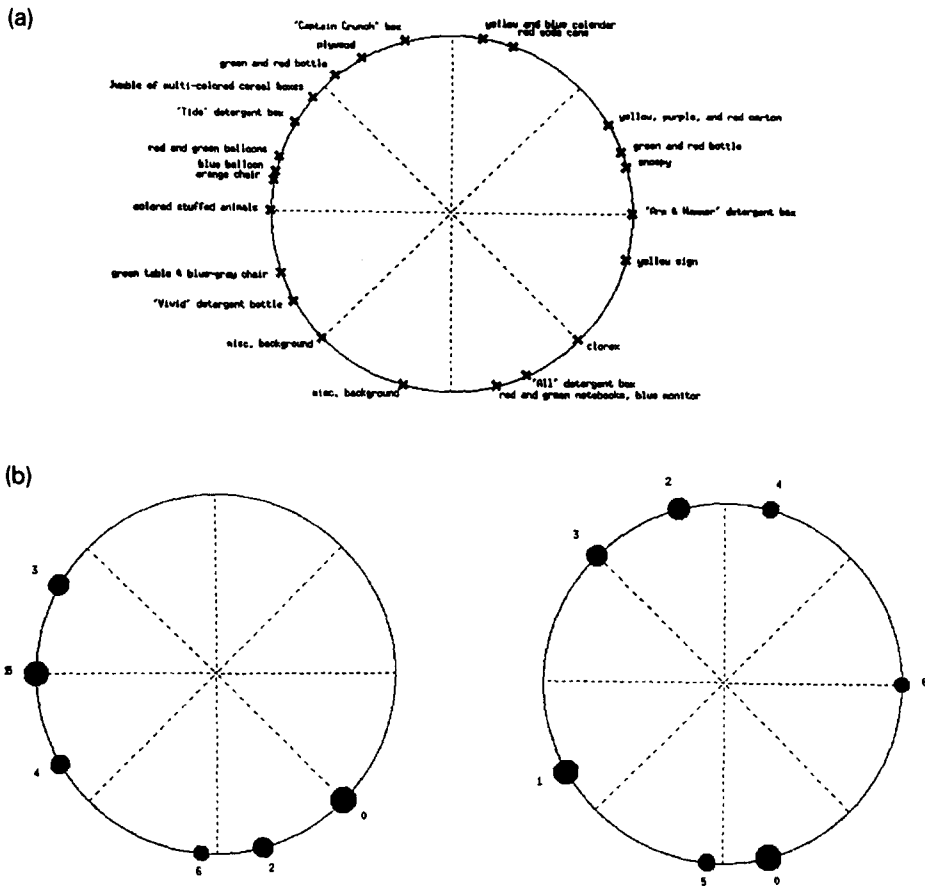 (a)
"Captain Crunch" box
yellow and blue calender
red soda cans
plywood
green and red bottle
Jumble of multi-colored cereal boxes
"Tide" detergent box
yellow, purple, and red carton
red and green balloons
green and red bottle
blue balloon
snoopy
orange chair
colored stuffed animals
"Arm & Hammer" detergent box
green table & blue-gray chair
yellow sign
"Vivid" detergent bottle
misc. background
clorox
misc. background
"All" detergent box
red and green notebooks, blue monitor
(b)
2
4
3
3
6
4
1
0
6
2
5
0